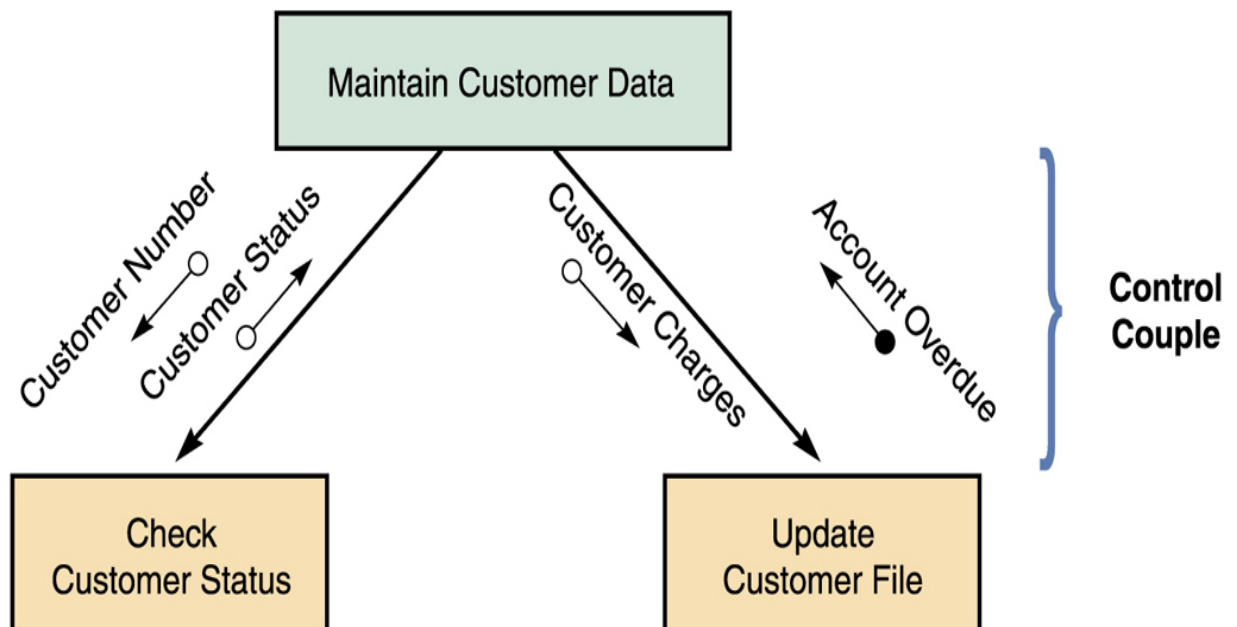 Maintain Customer Data
Customer Number
Customer Status
Customer Charges
Account Overdue
Control
Couple
Check
Customer Status
Update
Customer File